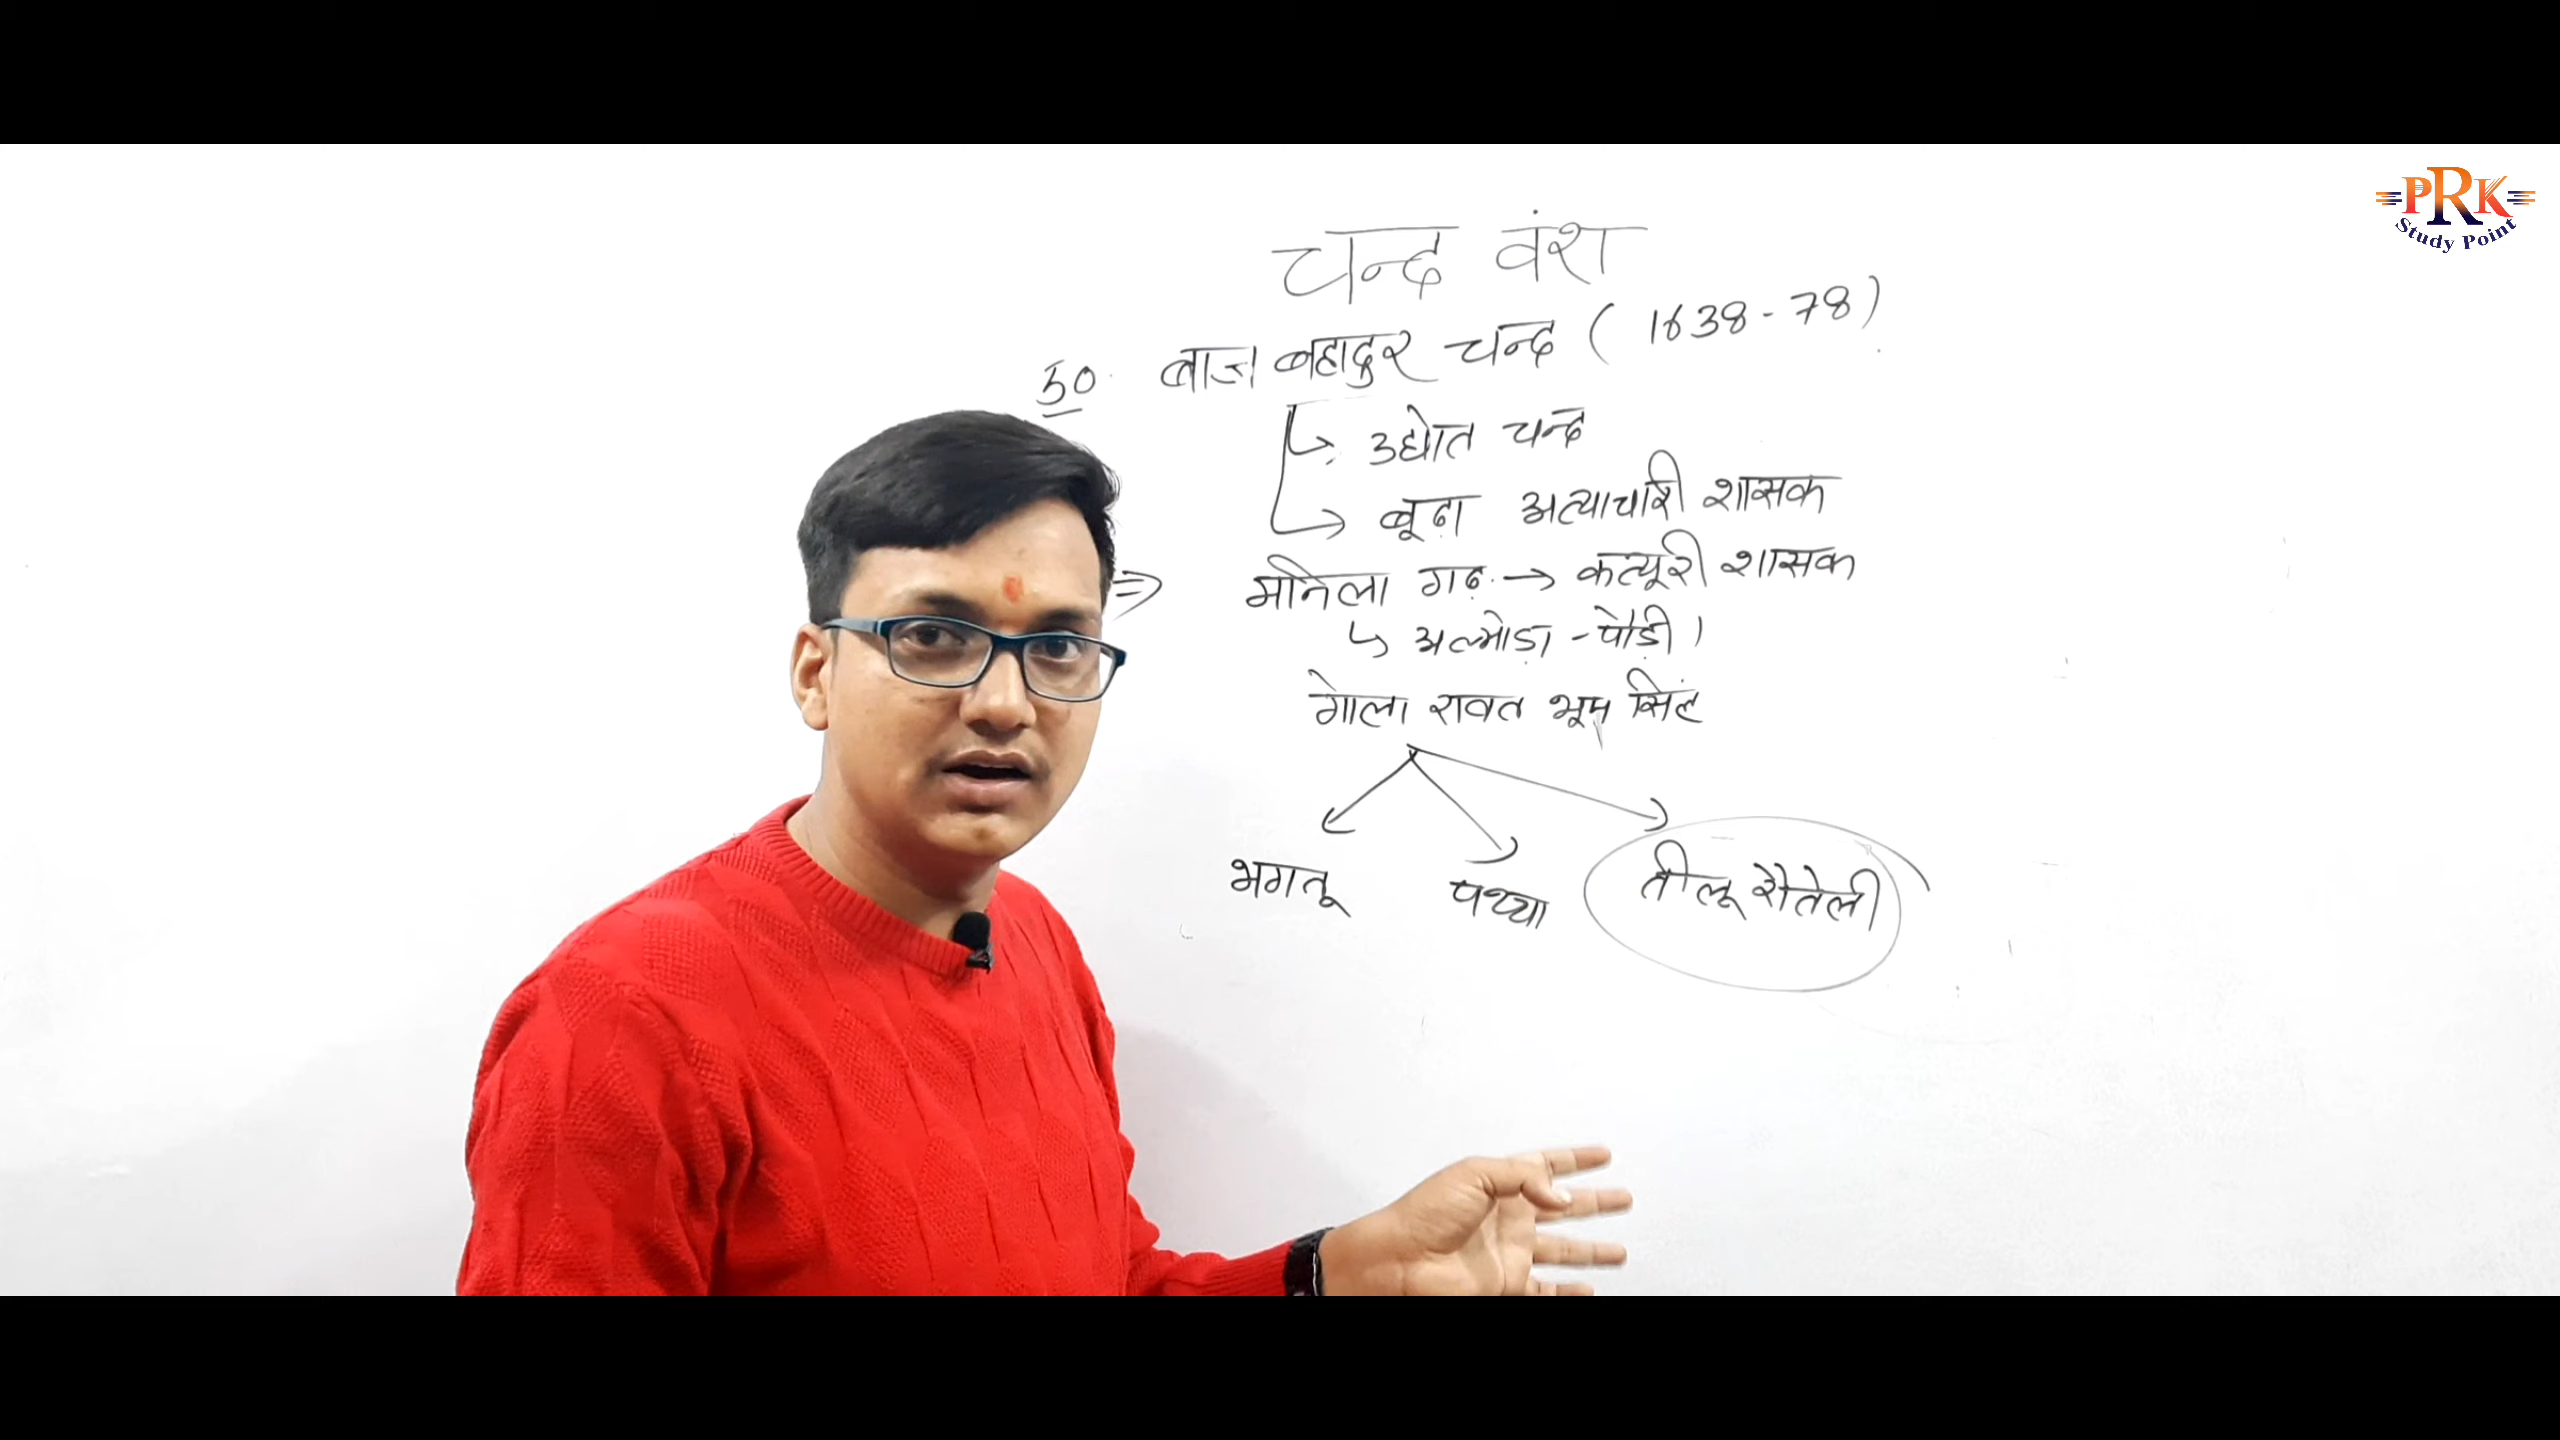 PRK
Study Point
चन्द वंश
50. बाज बहादुर चन्द ( 1638-78 )
उद्योत चन्द
बूढ़ा अत्याचारी शासक
⇒ मनिला गढ़ → कत्यूरी शासक
↳ अल्मोड़ा - पौड़ी।
गोला रावत भूप सिंह
भगतू पथ्या तीलू रौतेली